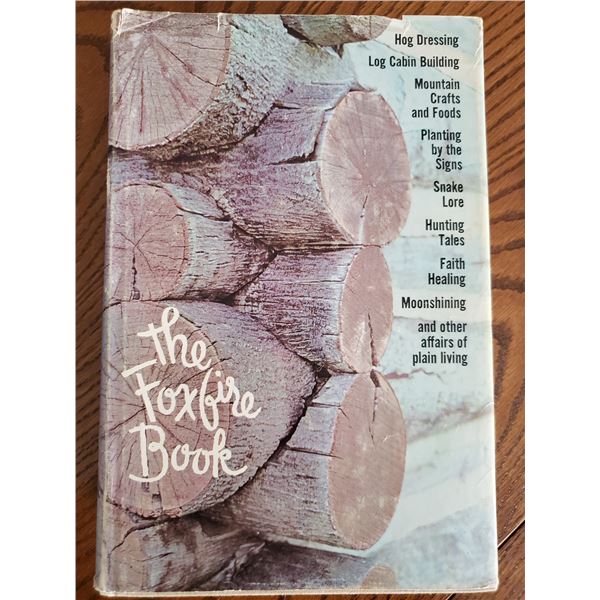 Hog Dressing
Log Cabin Building
Mountain
Crafts
and Foods
Planting
by the
Signs
Snake
Lore
Hunting
Tales
Faith
Healing
Moonshining
and other
affairs of
plain living
the
Foxfire
Book